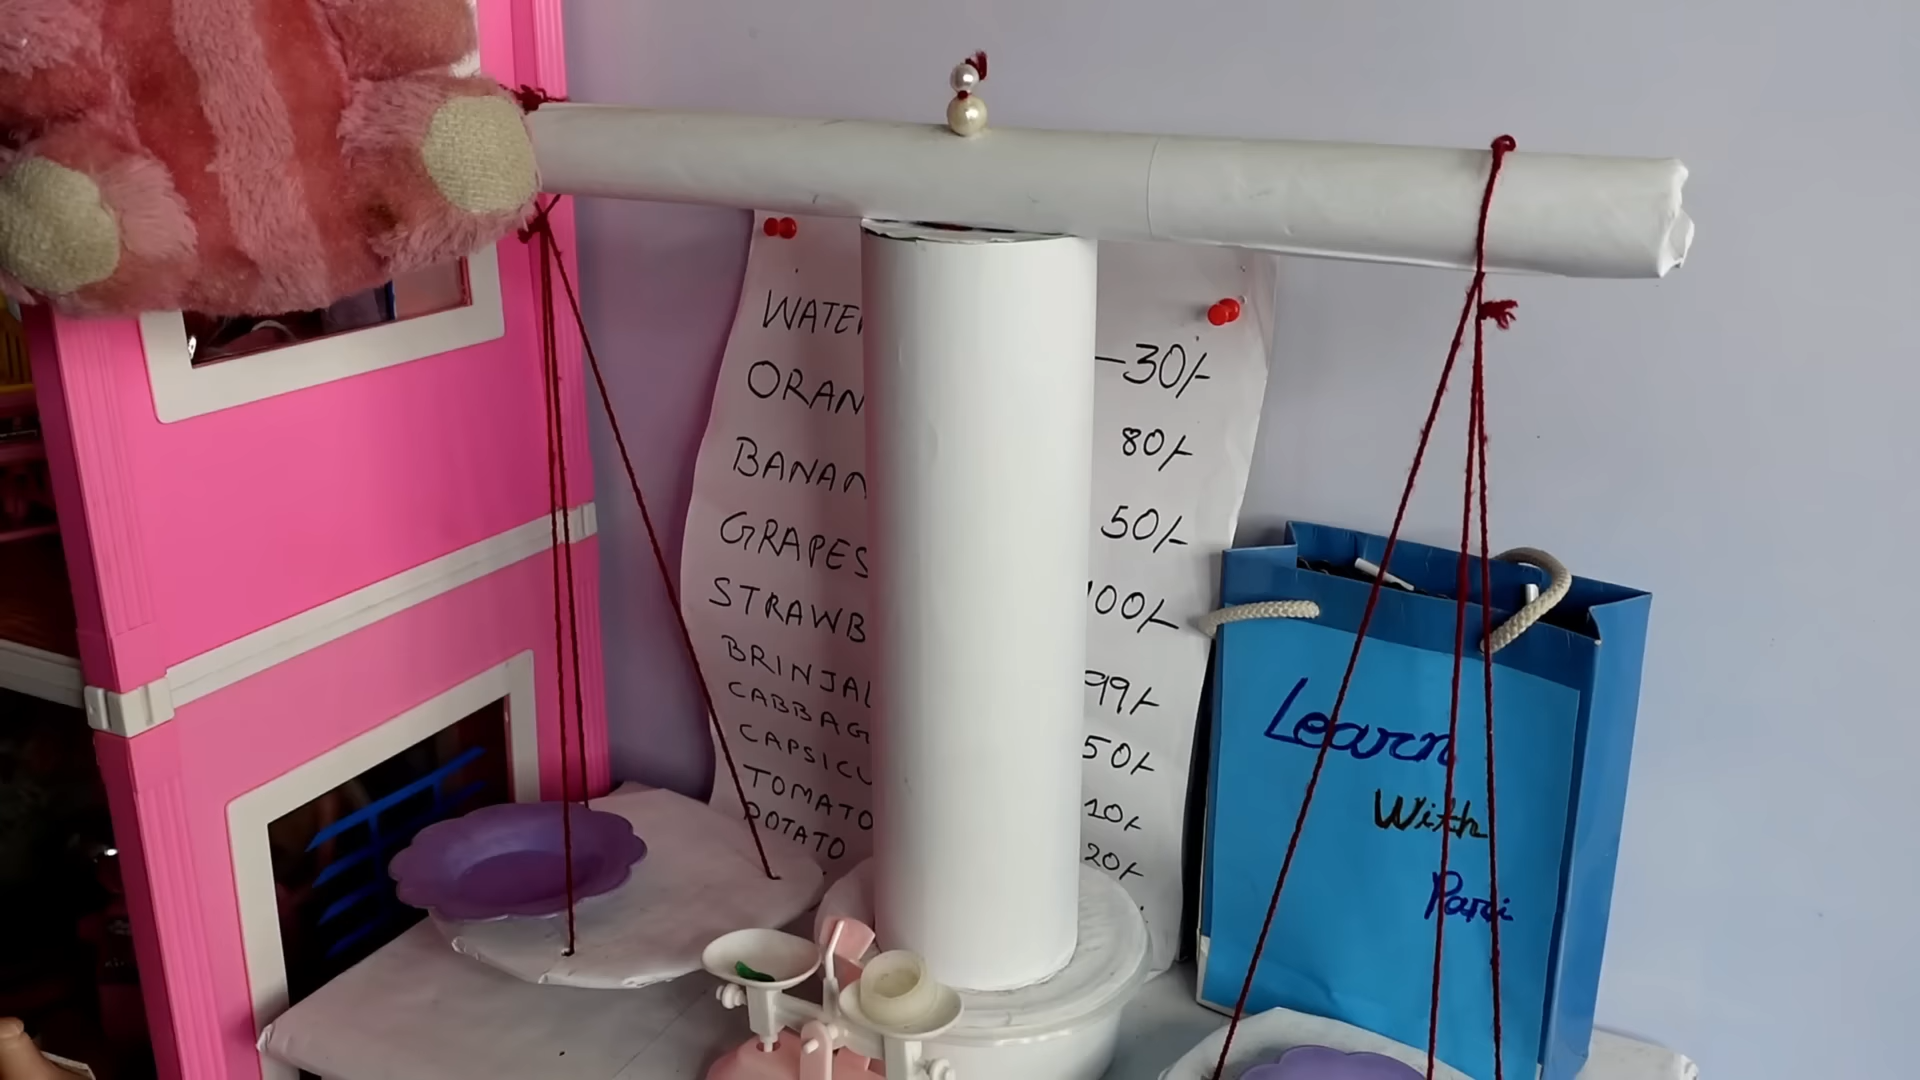 WATE
ORAN
BANAN
GRAPES
STRAWB
BRINJAL
CABBAG
CAPSICU
TOMATO
POTATO
-30/-
80/-
50/-
100/-
99/-
50/-
10/-
20/-
Learn
With
Pari